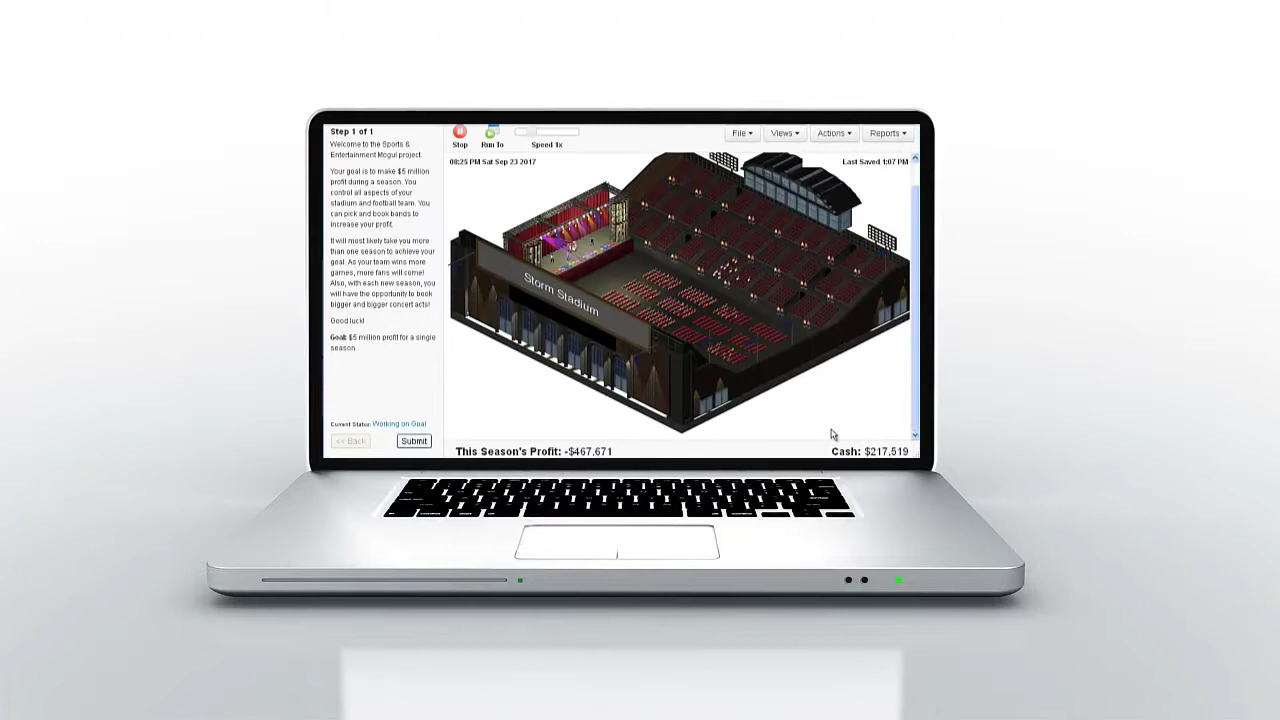 Step 1 of 1
Welcome to the Sports &
Entertainment Mogul project.
Your goal is to make $5 million
profit during a season. You
control all aspects of your
stadium and football team. You
can pick and book bands to
increase your profit.
It will most likely take you more
than one season to achieve your
goal. As your team wins more
games, more fans will come!
Also, with each new season, you
will have the opportunity to book
bigger and bigger concert acts!
Good luck!
Goal: $5 million profit for a single
season.
Current Status: Working on Goal
<< Back
Submit
Stop
Run To
Speed 1x
File
Views
Actions
Reports
08:25 PM Sat Sep 23 2017
Last Saved 1:07 PM
Storm Stadium
This Season's Profit: -$467,671
Cash: $217,519